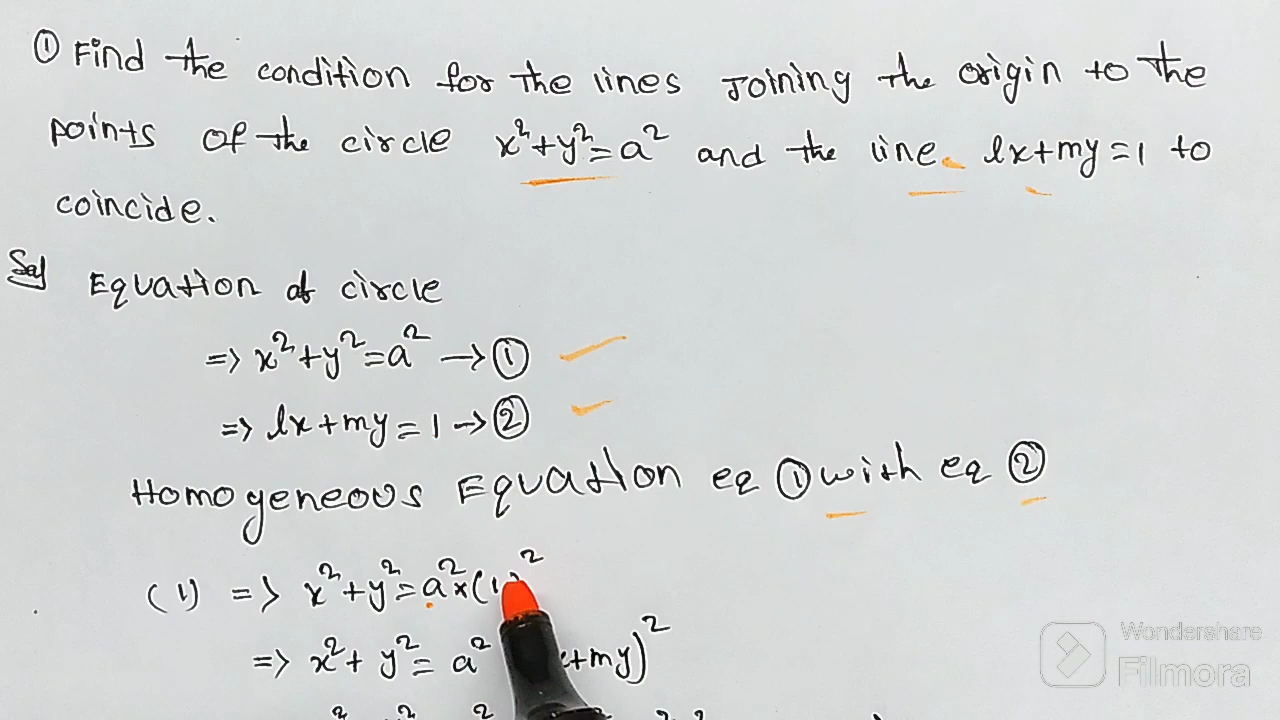 ① Find the condition for the lines Joining the origin to the
points of the circle x²+y²=a² and the line lx+my=1 to
coincide.
Sol Equation of circle
=> x²+y²=a² →①
=> lx+my=1→②
Homogeneous Equation eq ① with eq ②
(1) => x²+y²=a²×(1)²
=> x²+y²=a² x+my)²
Wondershare
Filmora